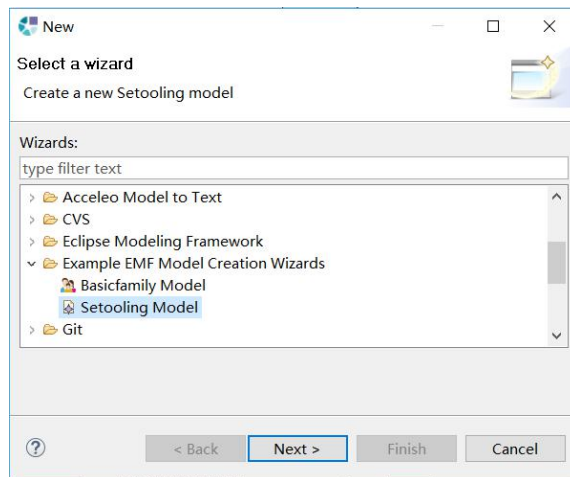 New
Select a wizard
Create a new Setooling model
Wizards:
type filter text
Acceleo Model to Text
CVS
Eclipse Modeling Framework
Example EMF Model Creation Wizards
Basicfamily Model
Setooling Model
Git
? < Back Next > Finish Cancel